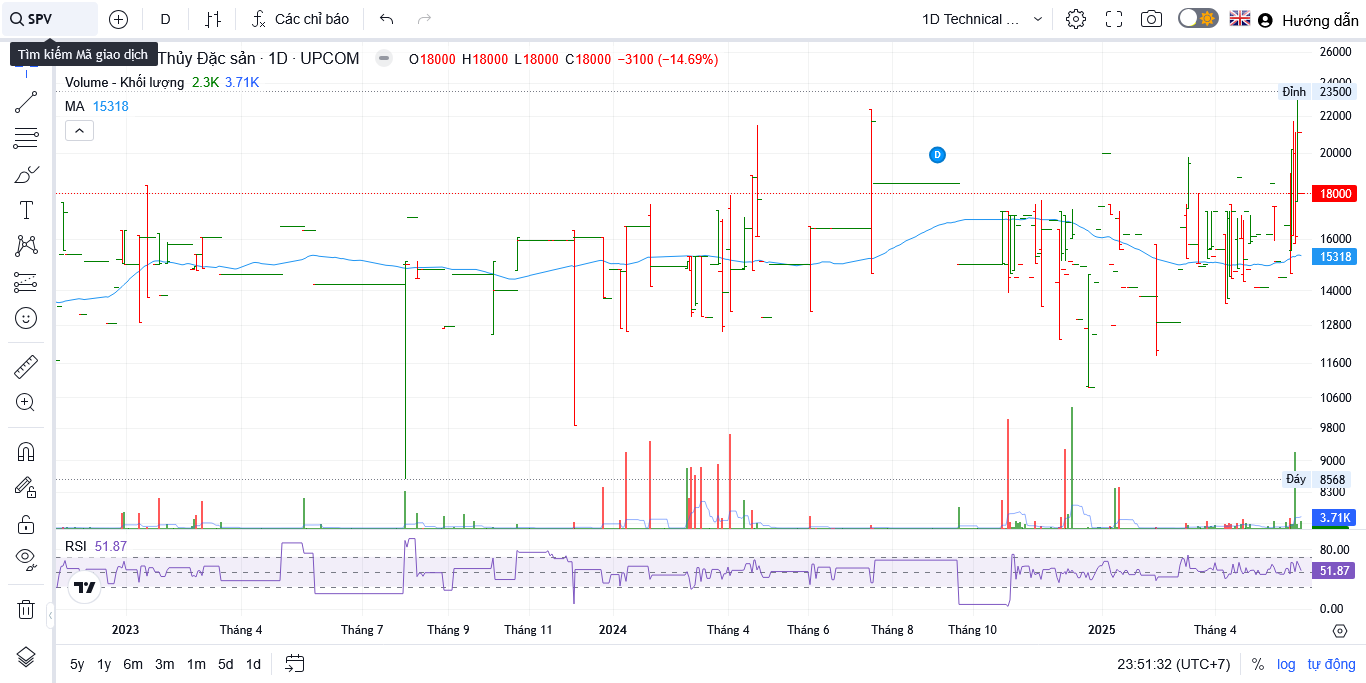 SPV D Các chỉ báo 1D Technical ... Hướng dẫn
Tìm kiếm Mã giao dịch
Thủy Đặc sản · 1D · UPCOM O18000 H18000 L18000 C18000 −3100 (−14.69%)
Volume - Khối lượng 2.3K 3.71K
MA 15318
26000
24000
Đỉnh 23500
22000
20000
D
18000
16000
15318
14000
12800
11600
10600
9800
9000
Đáy 8568
8300
3.71K
RSI 51.87
80.00
51.87
0.00
2023 Tháng 4 Tháng 7 Tháng 9 Tháng 11 2024 Tháng 4 Tháng 6 Tháng 8 Tháng 10 2025 Tháng 4
5y 1y 6m 3m 1m 5d 1d 23:51:32 (UTC+7) % log tự động